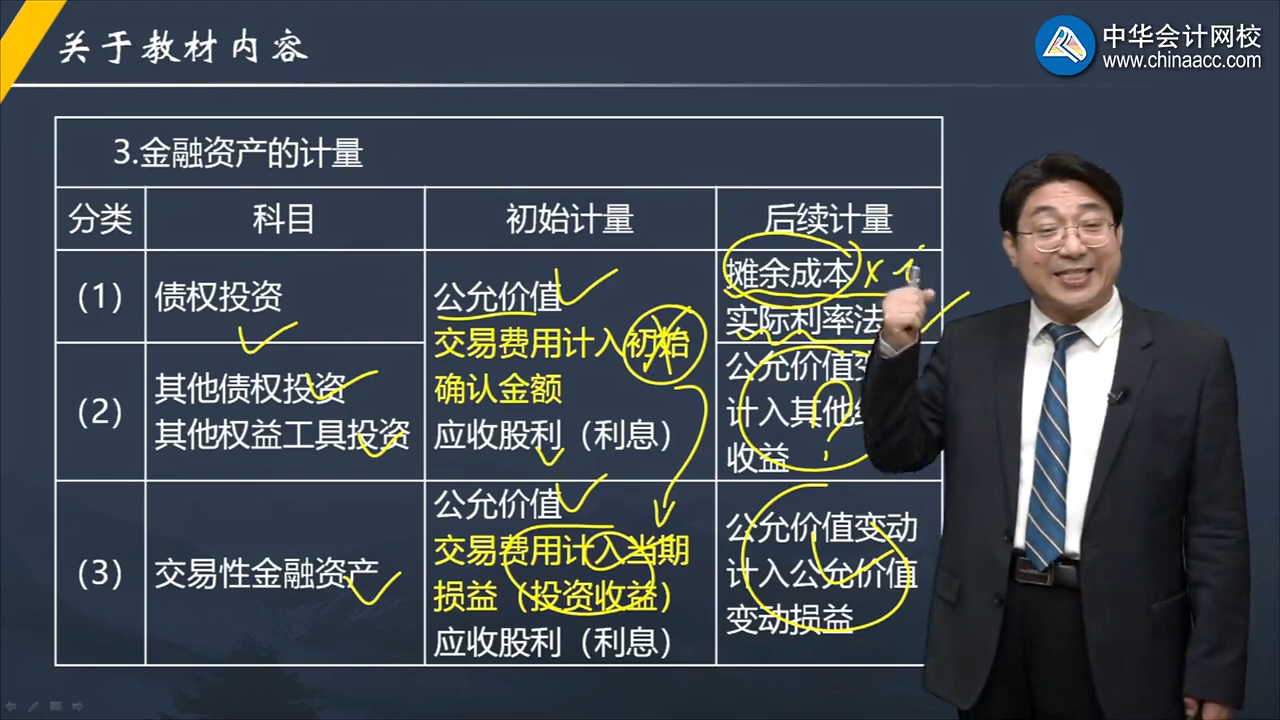 关于教材内容
中华会计网校
www.chinaacc.com
3.金融资产的计量
分类
科目
初始计量
后续计量
(1)
债权投资
公允价值
交易费用计入初始
确认金额
应收股利（利息）
摊余成本
×
实际利率法
(2)
其他债权投资
其他权益工具投资
公允价值变
计入其他
收益
?
(3)
交易性金融资产
公允价值
交易费用计入当期
损益（投资收益）
应收股利（利息）
公允价值变动
计入公允价值
变动损益